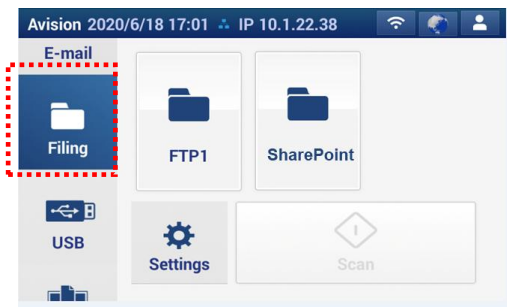 Avision 2020/6/18 17:01 IP 10.1.22.38
E-mail
Filing
FTP1
SharePoint
USB
Settings
Scan